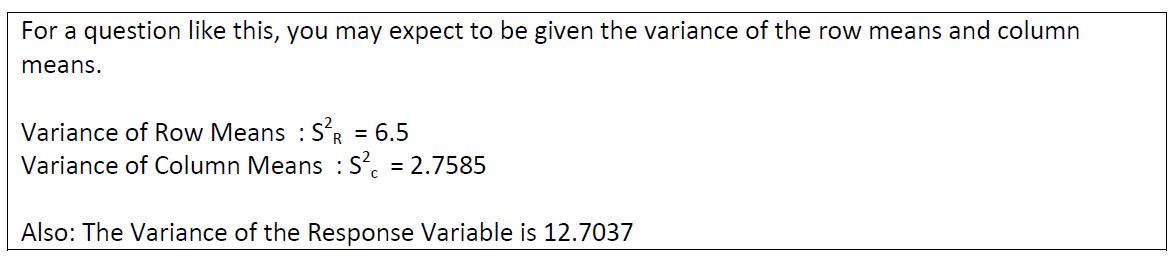 For a question like this, you may expect to be given the variance of the row means and column
means.
Variance of Row Means : S²R = 6.5
Variance of Column Means : S²c = 2.7585
Also: The Variance of the Response Variable is 12.7037